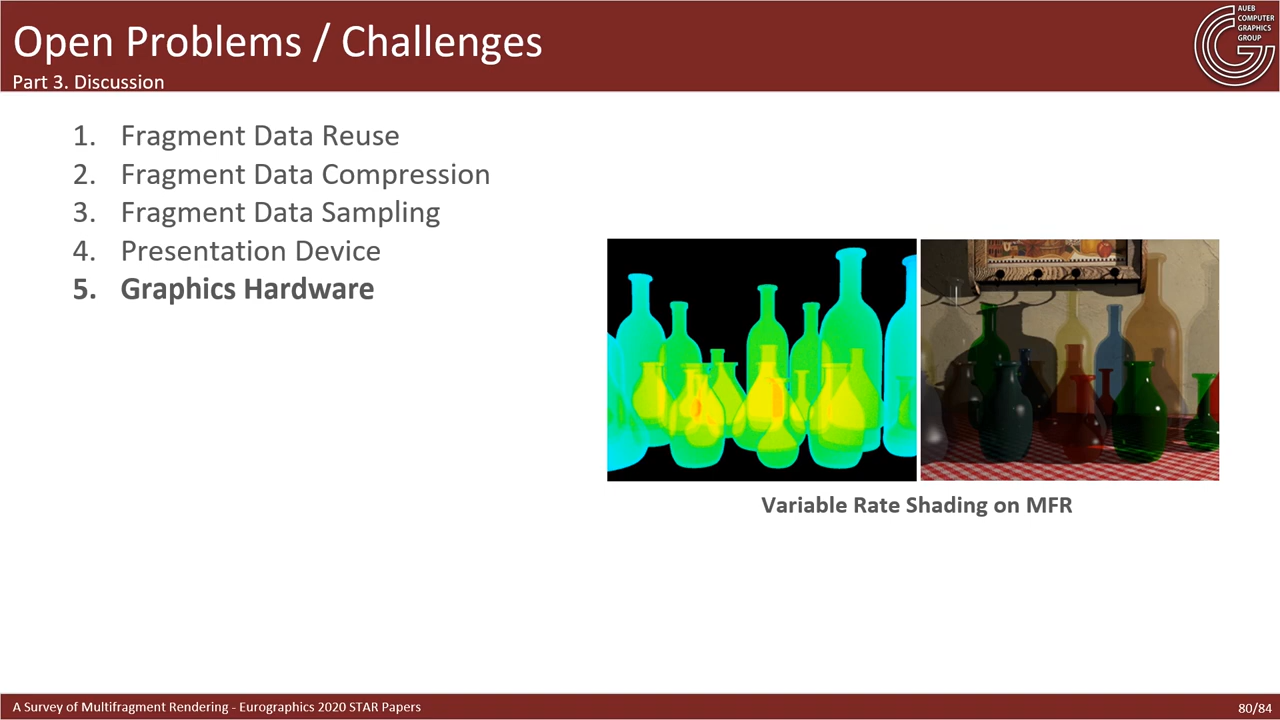 Open Problems / Challenges
Part 3. Discussion
AUEB
COMPUTER
GRAPHICS
GROUP
1. Fragment Data Reuse
2. Fragment Data Compression
3. Fragment Data Sampling
4. Presentation Device
5. Graphics Hardware
Variable Rate Shading on MFR
A Survey of Multifragment Rendering - Eurographics 2020 STAR Papers
80/84